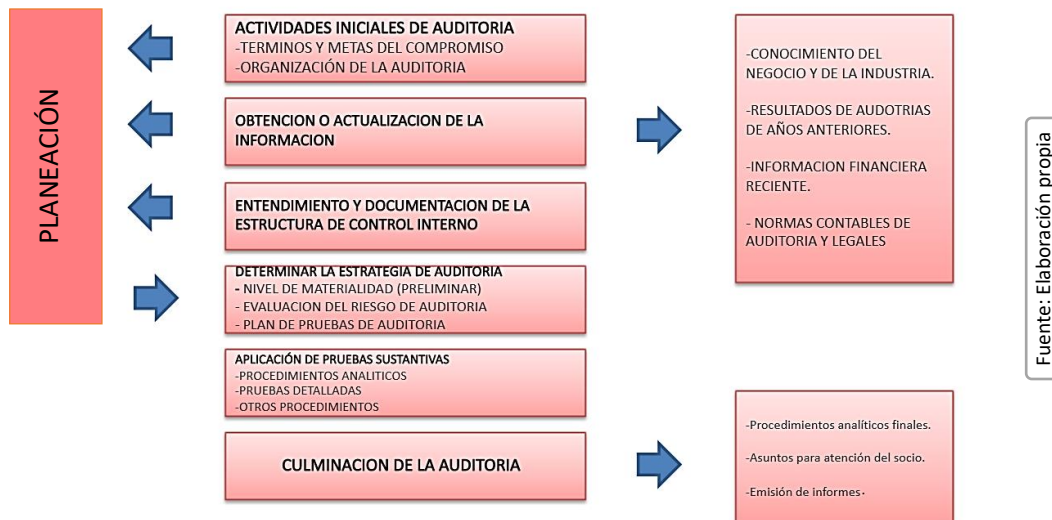 PLANEACIÓN
ACTIVIDADES INICIALES DE AUDITORIA
-TERMINOS Y METAS DEL COMPROMISO
-ORGANIZACIÓN DE LA AUDITORIA
OBTENCION O ACTUALIZACION DE LA
INFORMACION
ENTENDIMIENTO Y DOCUMENTACION DE LA
ESTRUCTURA DE CONTROL INTERNO
DETERMINAR LA ESTRATEGIA DE AUDITORIA
- NIVEL DE MATERIALIDAD (PRELIMINAR)
- EVALUACION DEL RIESGO DE AUDITORIA
- PLAN DE PRUEBAS DE AUDITORIA
APLICACIÓN DE PRUEBAS SUSTANTIVAS
-PROCEDIMIENTOS ANALITICOS
-PRUEBAS DETALLADAS
-OTROS PROCEDIMIENTOS
CULMINACION DE LA AUDITORIA
-CONOCIMIENTO DEL
NEGOCIO Y DE LA INDUSTRIA.
-RESULTADOS DE AUDOTRIAS
DE AÑOS ANTERIORES.
-INFORMACION FINANCIERA
RECIENTE.
- NORMAS CONTABLES DE
AUDITORIA Y LEGALES
-Procedimientos analíticos finales.
-Asuntos para atención del socio.
-Emisión de informes.
Fuente: Elaboración propia